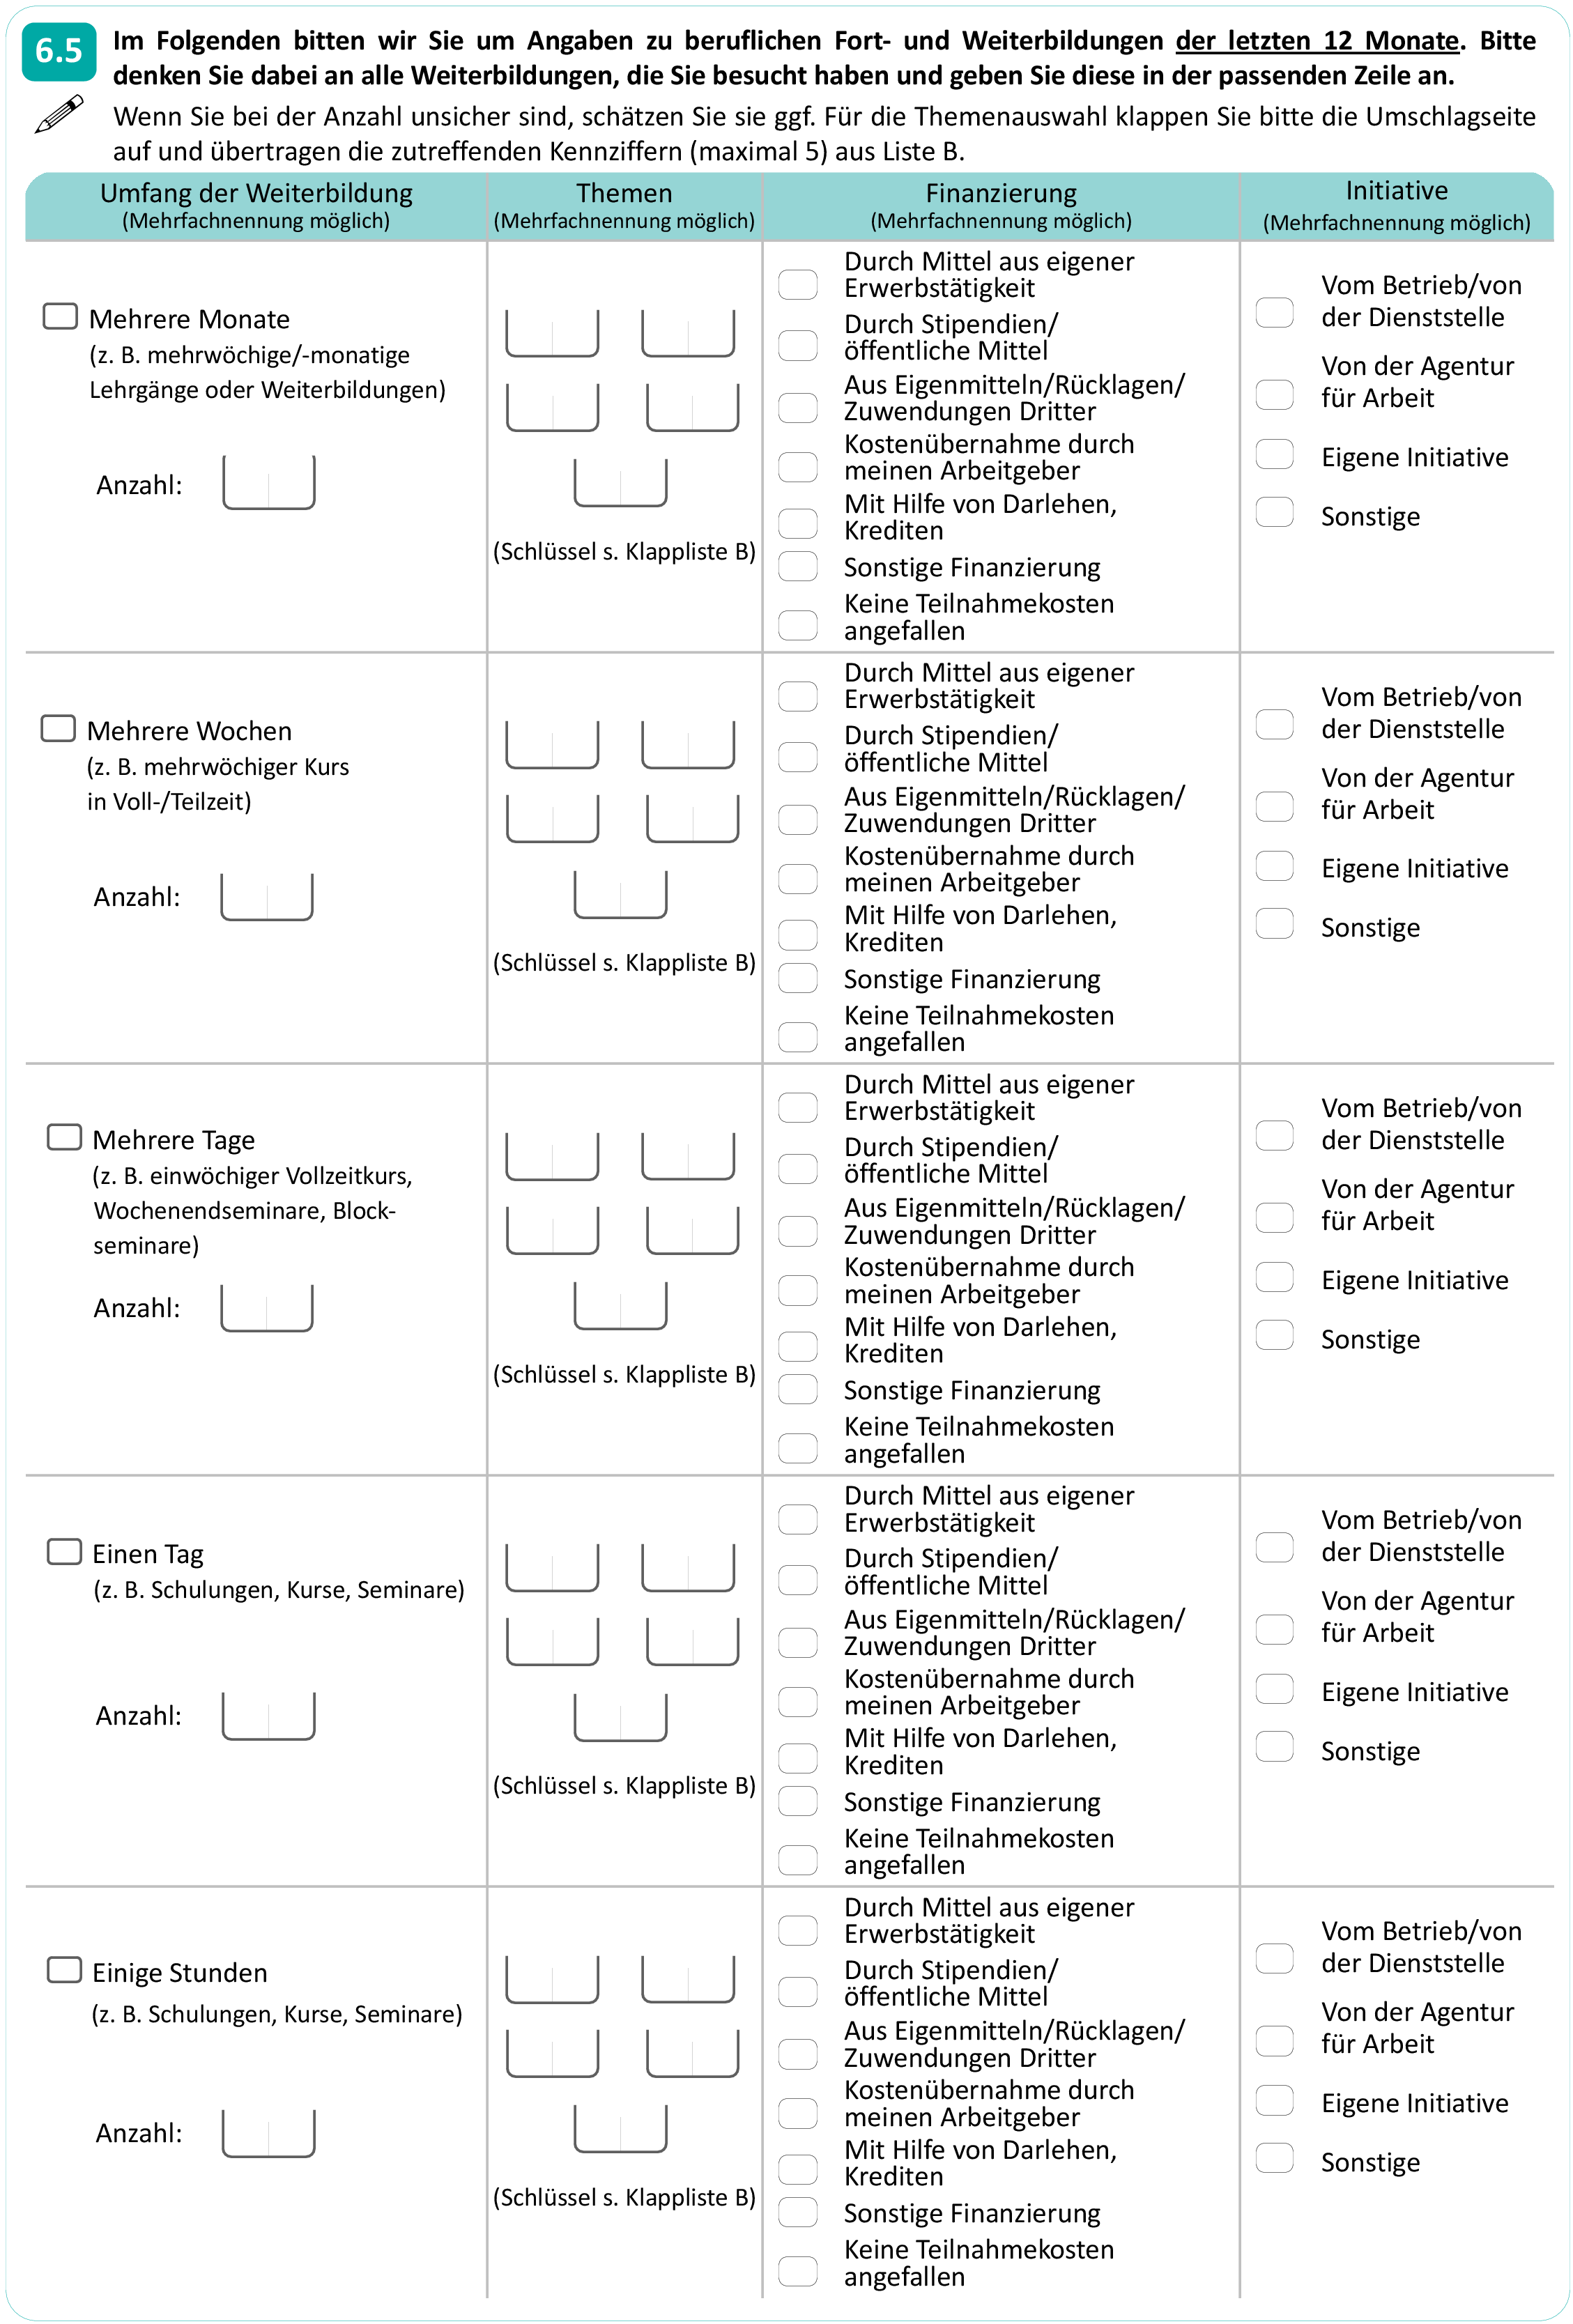 6.5
Im Folgenden bitten wir Sie um Angaben zu beruflichen Fort- und Weiterbildungen der letzten 12 Monate. Bitte
denken Sie dabei an alle Weiterbildungen, die Sie besucht haben und geben Sie diese in der passenden Zeile an.
Wenn Sie bei der Anzahl unsicher sind, schätzen Sie sie ggf. Für die Themenauswahl klappen Sie bitte die Umschlagseite
auf und übertragen die zutreffenden Kennziffern (maximal 5) aus Liste B.
Umfang der Weiterbildung
(Mehrfachnennung möglich)
Themen
(Mehrfachnennung möglich)
Finanzierung
(Mehrfachnennung möglich)
Initiative
(Mehrfachnennung möglich)
Mehrere Monate
(z. B. mehrwöchige/-monatige
Lehrgänge oder Weiterbildungen)
Anzahl:
(Schlüssel s. Klappliste B)
Durch Mittel aus eigener
Erwerbstätigkeit
Durch Stipendien/
öffentliche Mittel
Aus Eigenmitteln/Rücklagen/
Zuwendungen Dritter
Kostenübernahme durch
meinen Arbeitgeber
Mit Hilfe von Darlehen,
Krediten
Sonstige Finanzierung
Keine Teilnahmekosten
angefallen
Vom Betrieb/von
der Dienststelle
Von der Agentur
für Arbeit
Eigene Initiative
Sonstige
Mehrere Wochen
(z. B. mehrwöchiger Kurs
in Voll-/Teilzeit)
Anzahl:
(Schlüssel s. Klappliste B)
Durch Mittel aus eigener
Erwerbstätigkeit
Durch Stipendien/
öffentliche Mittel
Aus Eigenmitteln/Rücklagen/
Zuwendungen Dritter
Kostenübernahme durch
meinen Arbeitgeber
Mit Hilfe von Darlehen,
Krediten
Sonstige Finanzierung
Keine Teilnahmekosten
angefallen
Vom Betrieb/von
der Dienststelle
Von der Agentur
für Arbeit
Eigene Initiative
Sonstige
Mehrere Tage
(z. B. einwöchiger Vollzeitkurs,
Wochenendseminare, Block-
seminare)
Anzahl:
(Schlüssel s. Klappliste B)
Durch Mittel aus eigener
Erwerbstätigkeit
Durch Stipendien/
öffentliche Mittel
Aus Eigenmitteln/Rücklagen/
Zuwendungen Dritter
Kostenübernahme durch
meinen Arbeitgeber
Mit Hilfe von Darlehen,
Krediten
Sonstige Finanzierung
Keine Teilnahmekosten
angefallen
Vom Betrieb/von
der Dienststelle
Von der Agentur
für Arbeit
Eigene Initiative
Sonstige
Einen Tag
(z. B. Schulungen, Kurse, Seminare)
Anzahl:
(Schlüssel s. Klappliste B)
Durch Mittel aus eigener
Erwerbstätigkeit
Durch Stipendien/
öffentliche Mittel
Aus Eigenmitteln/Rücklagen/
Zuwendungen Dritter
Kostenübernahme durch
meinen Arbeitgeber
Mit Hilfe von Darlehen,
Krediten
Sonstige Finanzierung
Keine Teilnahmekosten
angefallen
Vom Betrieb/von
der Dienststelle
Von der Agentur
für Arbeit
Eigene Initiative
Sonstige
Einige Stunden
(z. B. Schulungen, Kurse, Seminare)
Anzahl:
(Schlüssel s. Klappliste B)
Durch Mittel aus eigener
Erwerbstätigkeit
Durch Stipendien/
öffentliche Mittel
Aus Eigenmitteln/Rücklagen/
Zuwendungen Dritter
Kostenübernahme durch
meinen Arbeitgeber
Mit Hilfe von Darlehen,
Krediten
Sonstige Finanzierung
Keine Teilnahmekosten
angefallen
Vom Betrieb/von
der Dienststelle
Von der Agentur
für Arbeit
Eigene Initiative
Sonstige